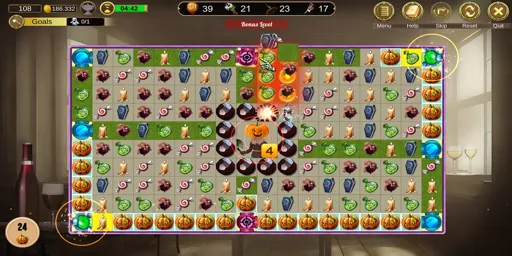 108 186.332 04:42 39 21 23 17
Goals 0/1
Bonus Level
Menu Help Skip Reset Quit
4
24